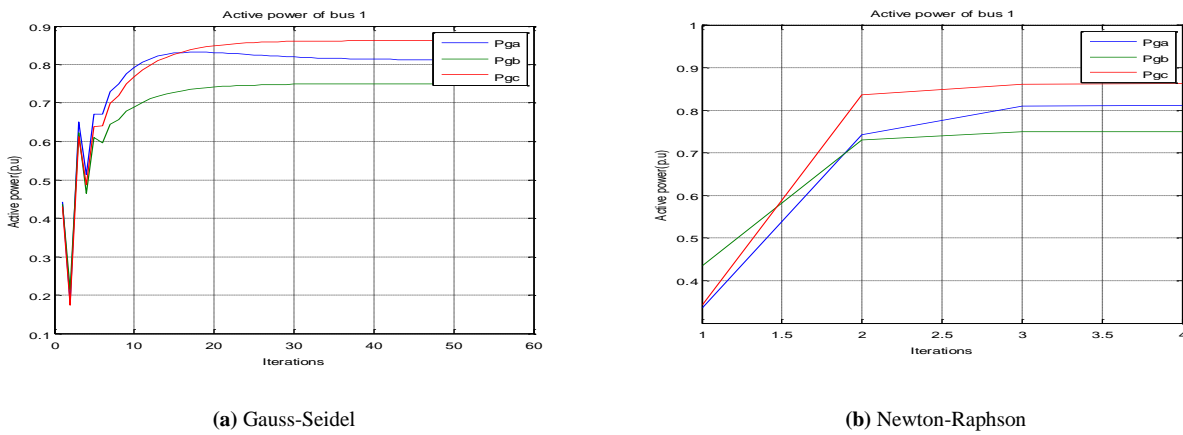 Active power of bus 1
0.9
0.8
0.7
0.6
0.5
0.4
0.3
0.2
0.1
Active power(p.u)
0
10
20
30
40
50
60
Iterations
Pga
Pgb
Pgc
(a) Gauss-Seidel
Active power of bus 1
1
0.9
0.8
0.7
0.6
0.5
0.4
Active power(p.u)
1
1.5
2
2.5
3
3.5
4
Iterations
Pga
Pgb
Pgc
(b) Newton-Raphson